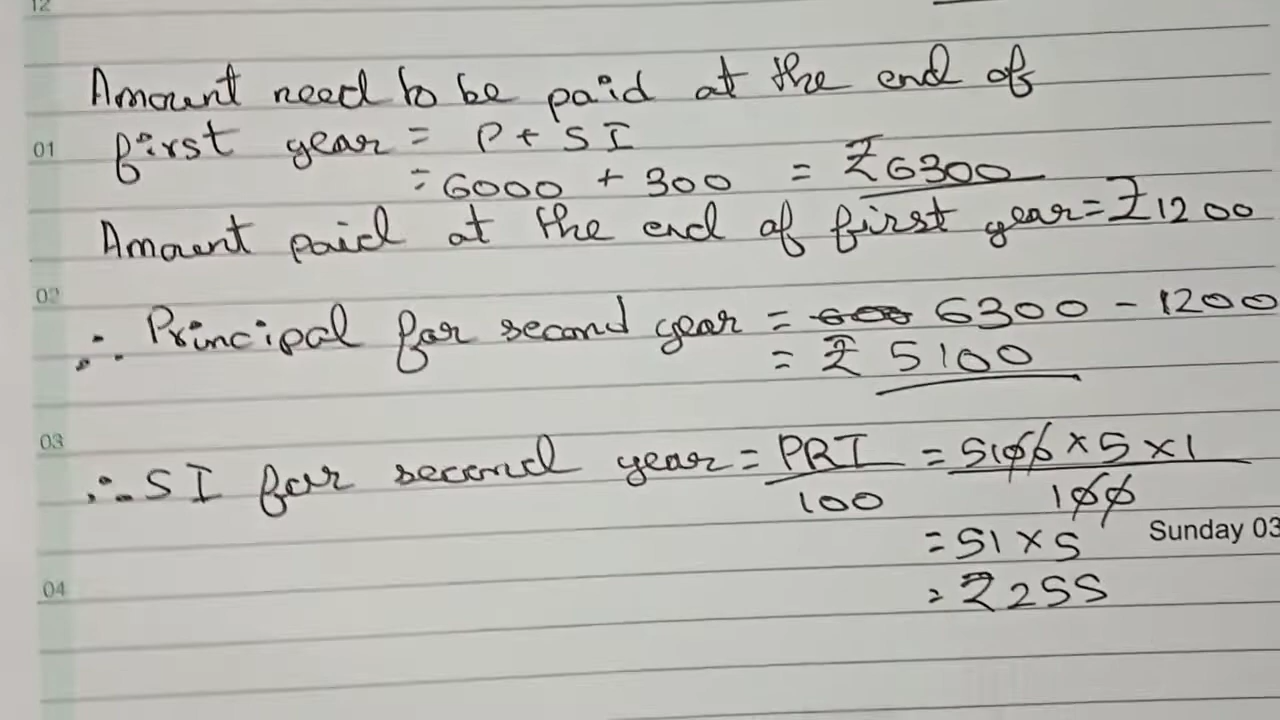 12
Amount need to be paid at the end of
01 first year = P + SI
= 6000 + 300 = ₹6300
Amount paid at the end of first year = ₹1200
02
∴ Principal for second year = 6300 - 1200
= ₹ 5100
03
∴ SI for second year = PRT/100 = 5100 × 5 × 1/100
= 51 × 5
Sunday 03
04
= ₹255